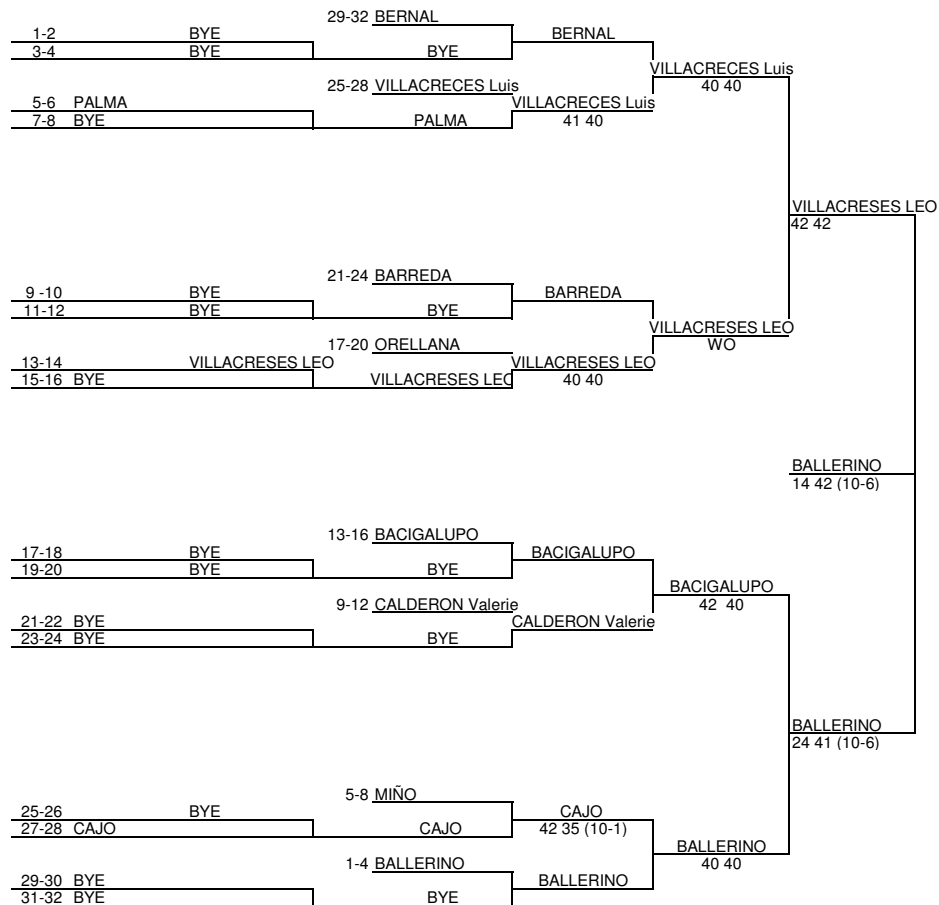 29-32 BERNAL
1-2 BYE BERNAL
3-4 BYE BYE
VILLACRECES Luis
25-28 VILLACRECES Luis 40 40
5-6 PALMA VILLACRECES Luis
7-8 BYE PALMA 41 40
VILLACRESES LEO
42 42
21-24 BARREDA
9 -10 BYE BARREDA
11-12 BYE BYE
VILLACRESES LEO
17-20 ORELLANA WO
13-14 VILLACRESES LEO VILLACRESES LEO
15-16 BYE VILLACRESES LEO 40 40
BALLERINO
14 42 (10-6)
13-16 BACIGALUPO
17-18 BYE BACIGALUPO
19-20 BYE BYE
BACIGALUPO
9-12 CALDERON Valerie 42 40
21-22 BYE CALDERON Valerie
23-24 BYE BYE
BALLERINO
24 41 (10-6)
5-8 MIÑO
25-26 BYE CAJO
27-28 CAJO CAJO 42 35 (10-1)
BALLERINO
1-4 BALLERINO 40 40
29-30 BYE BALLERINO
31-32 BYE BYE